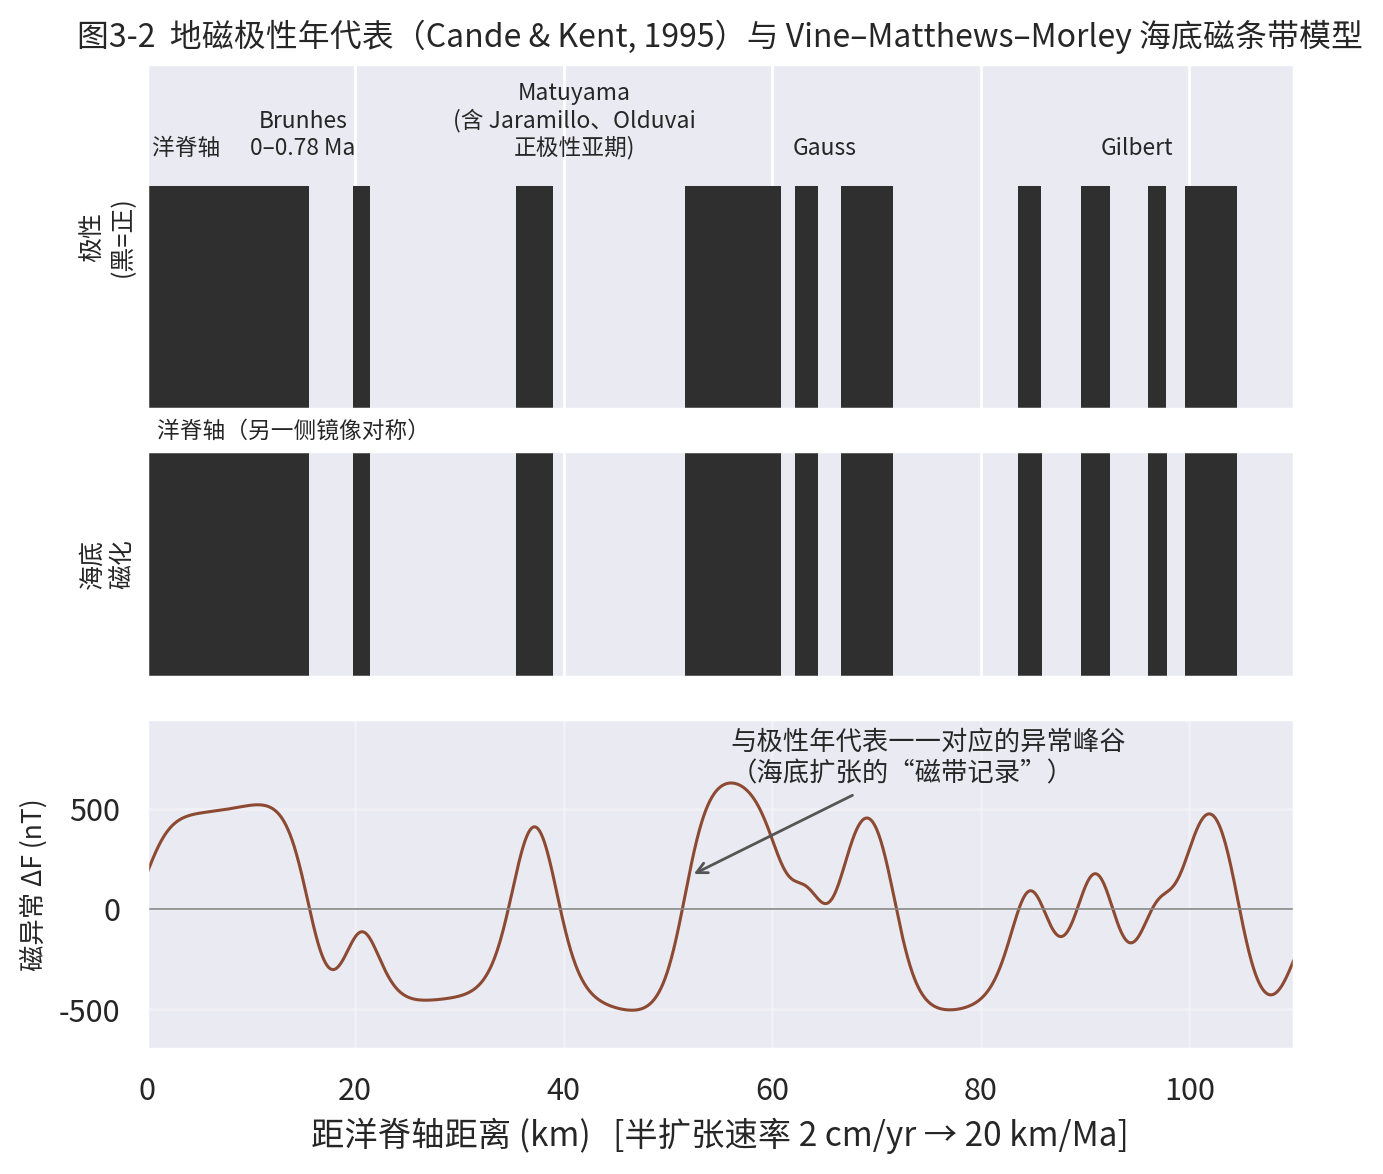 图3-2 地磁极性年代表（Cande & Kent, 1995）与 Vine–Matthews–Morley 海底磁条带模型
洋脊轴
Brunhes
0–0.78 Ma
Matuyama
(含 Jaramillo、Olduvai
正极性亚期)
Gauss
Gilbert
极性
(黑=正)
洋脊轴（另一侧镜像对称）
海底
磁化
与极性年代表一一对应的异常峰谷
（海底扩张的“磁带记录”）
磁异常 ΔF (nT)
500
0
-500
0 20 40 60 80 100
距洋脊轴距离 (km) [半扩张速率 2 cm/yr → 20 km/Ma]